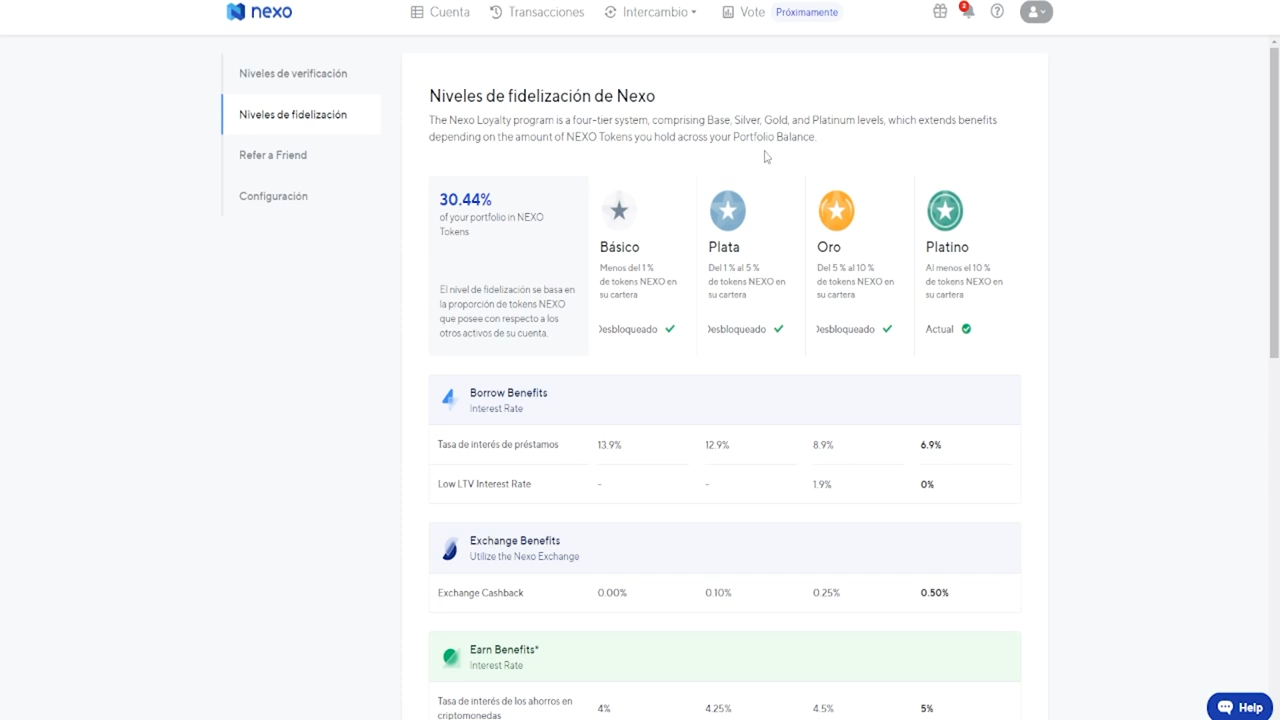 nexo
Cuenta
Transacciones
Intercambio
Vote
Próximamente
2
Niveles de verificación
Niveles de fidelización
Refer a Friend
Configuración
Niveles de fidelización de Nexo
The Nexo Loyalty program is a four-tier system, comprising Base, Silver, Gold, and Platinum levels, which extends benefits
depending on the amount of NEXO Tokens you hold across your Portfolio Balance.
30.44%
of your portfolio in NEXO
Tokens
El nivel de fidelización se basa en
la proporción de tokens NEXO
que posee con respecto a los
otros activos de su cuenta.
Básico
Menos del 1 %
de tokens NEXO en
su cartera
Desbloqueado
Plata
Del 1 % al 5 %
de tokens NEXO en
su cartera
Desbloqueado
Oro
Del 5 % al 10 %
de tokens NEXO en
su cartera
Desbloqueado
Platino
Al menos el 10 %
de tokens NEXO en
su cartera
Actual
Borrow Benefits
Interest Rate
Tasa de interés de préstamos 13.9% 12.9% 8.9% 6.9%
Low LTV Interest Rate - - 1.9% 0%
Exchange Benefits
Utilize the Nexo Exchange
Exchange Cashback 0.00% 0.10% 0.25% 0.50%
Earn Benefits*
Interest Rate
Tasa de interés de los ahorros en
criptomonedas
4% 4.25% 4.5% 5%
Help